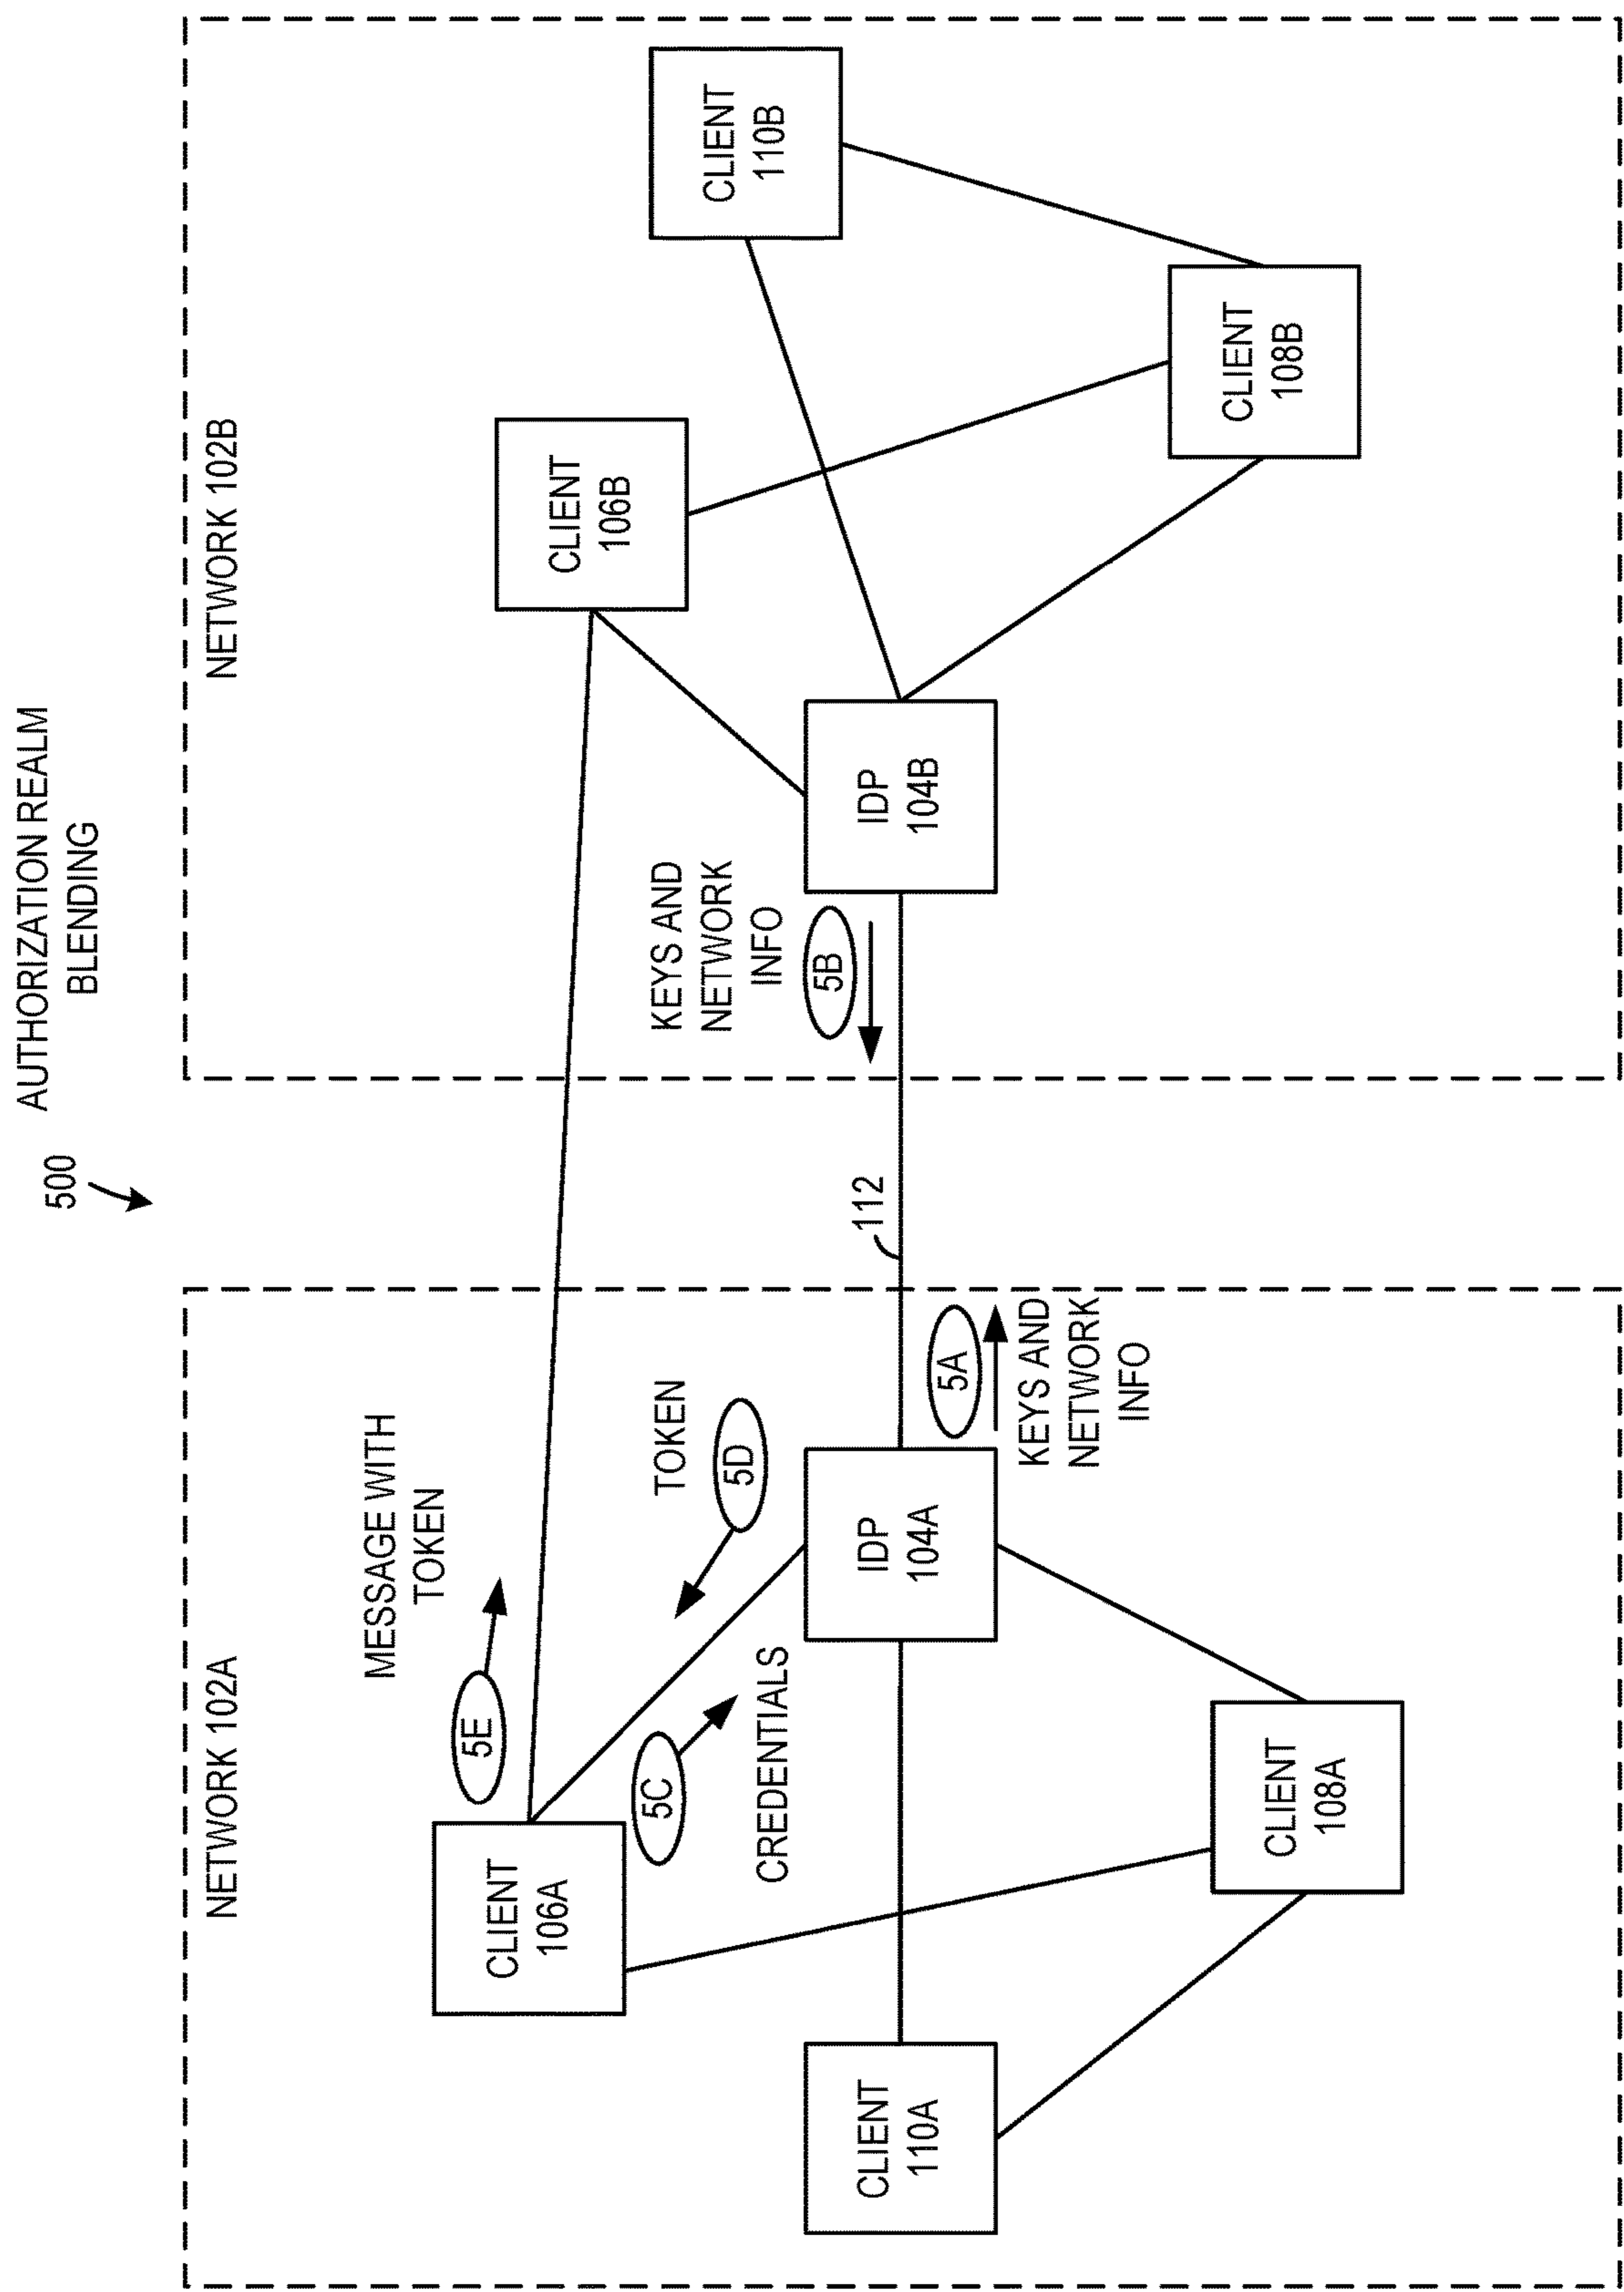 AUTHORIZATION REALM
BLENDING
500
NETWORK 102A
NETWORK 102B
MESSAGE WITH
TOKEN
5E
CLIENT
106A
5C
CREDENTIALS
TOKEN
5D
CLIENT
110A
IDP
104A
5A
KEYS AND
NETWORK
INFO
CLIENT
108A
112
KEYS AND
NETWORK
INFO
5B
IDP
104B
CLIENT
106B
CLIENT
110B
CLIENT
108B